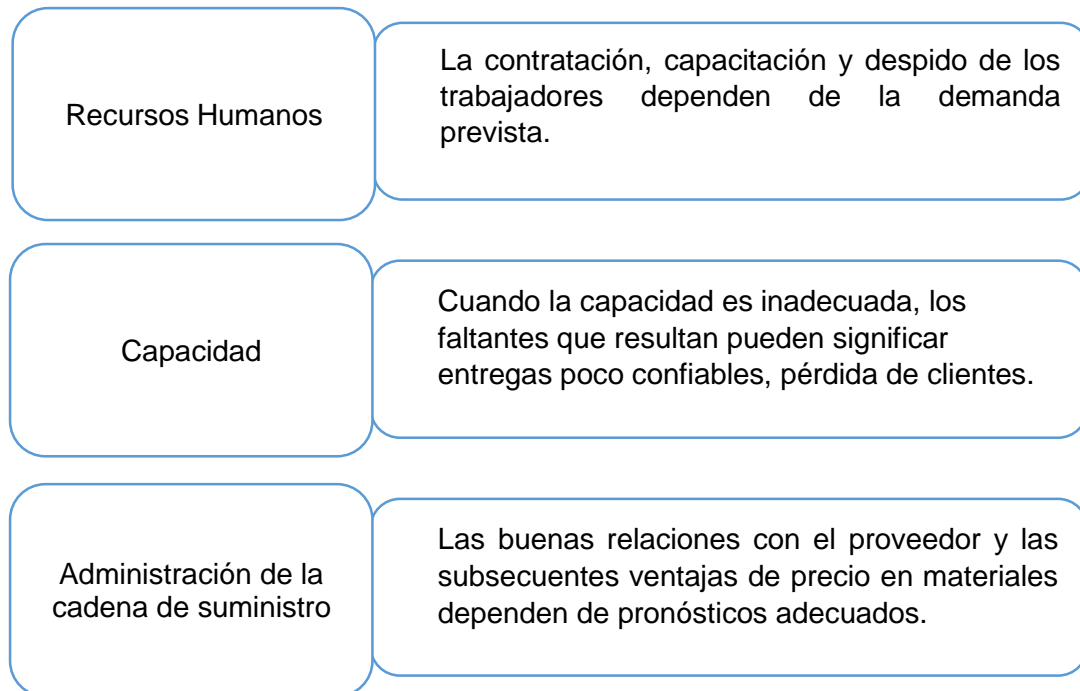 Recursos Humanos
La contratación, capacitación y despido de los
trabajadores dependen de la demanda
prevista.
Capacidad
Cuando la capacidad es inadecuada, los
faltantes que resultan pueden significar
entregas poco confiables, pérdida de clientes.
Administración de la
cadena de suministro
Las buenas relaciones con el proveedor y las
subsecuentes ventajas de precio en materiales
dependen de pronósticos adecuados.